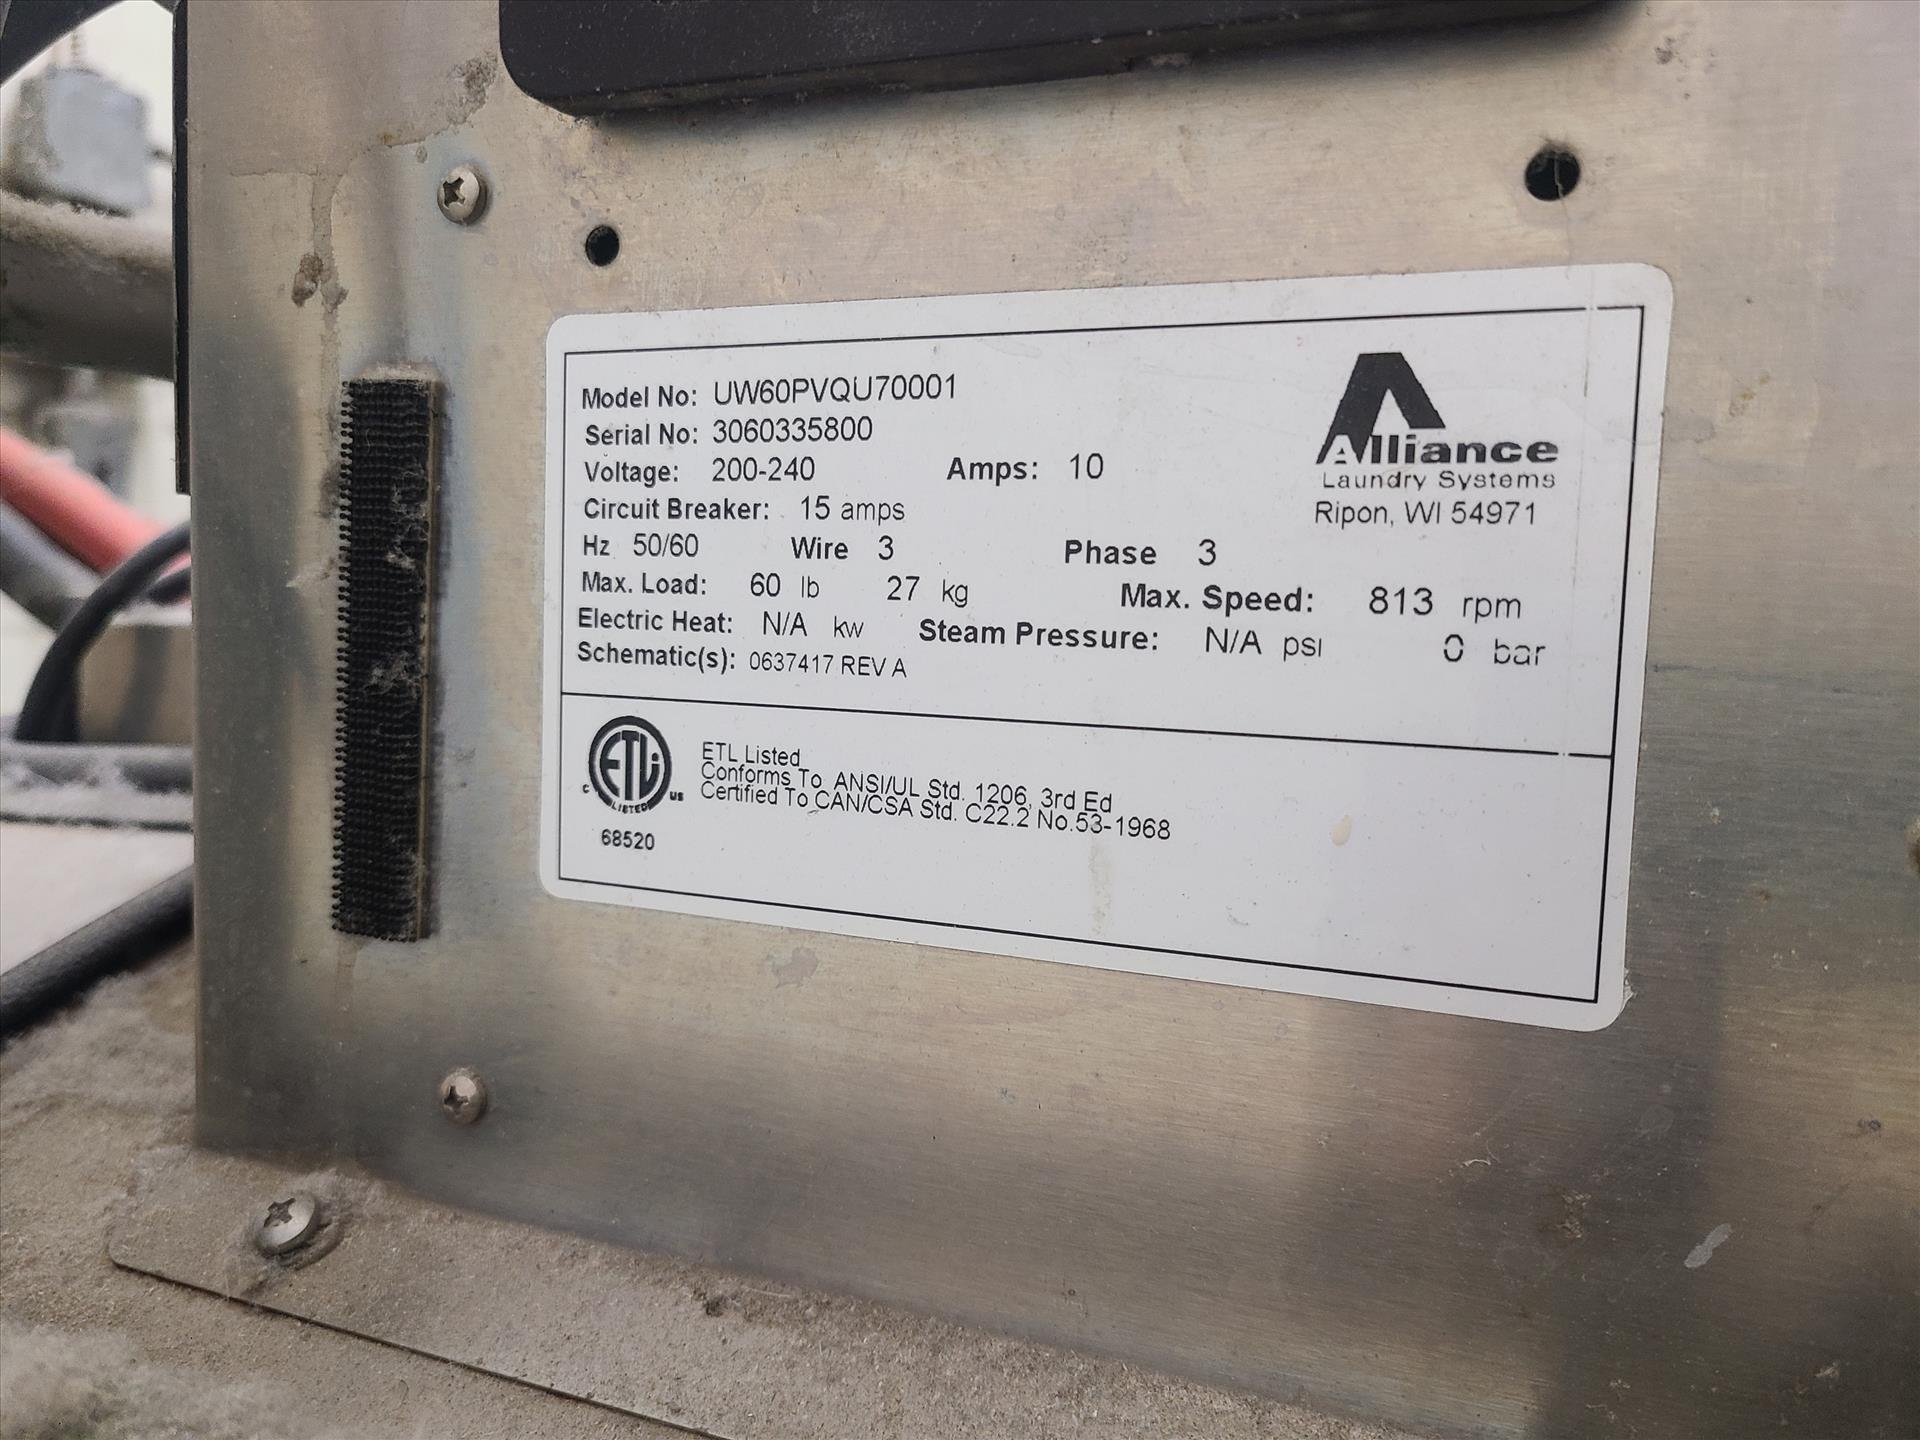 Model No: UW60PVQU70001
Serial No: 3060335800
Voltage: 200-240 Amps: 10
Circuit Breaker: 15 amps
Hz 50/60 Wire 3 Phase 3
Max. Load: 60 lb 27 kg Max. Speed: 813 rpm
Electric Heat: N/A kw Steam Pressure: N/A psi 0 bar
Schematic(s): 0637417 REV A
Alliance
Laundry Systems
Ripon, WI 54971
ETL
C LISTED US
68520
ETL Listed
Conforms To ANSI/UL Std. 1206, 3rd Ed
Certified To CAN/CSA Std. C22.2 No.53-1968